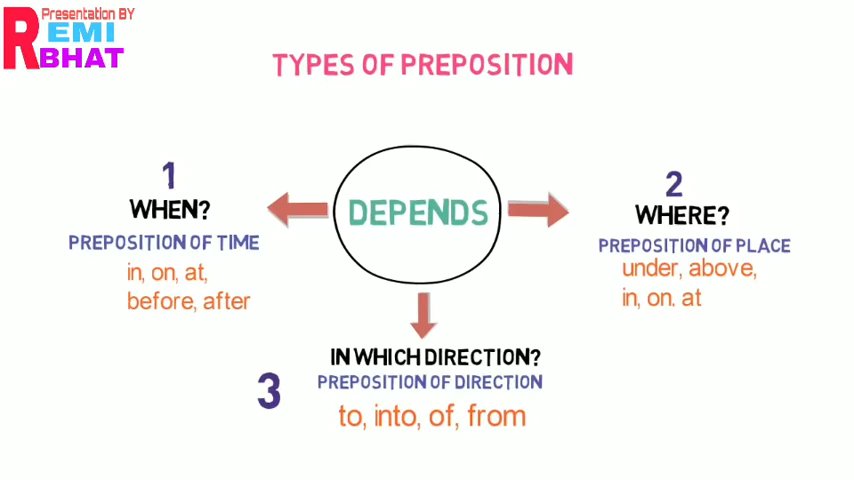 Presentation BY
REMI
BHAT
TYPES OF PREPOSITION
DEPENDS
1
WHEN?
PREPOSITION OF TIME
in, on, at,
before, after
2
WHERE?
PREPOSITION OF PLACE
under, above,
in, on. at
3
IN WHICH DIRECTION?
PREPOSITION OF DIRECTION
to, into, of, from